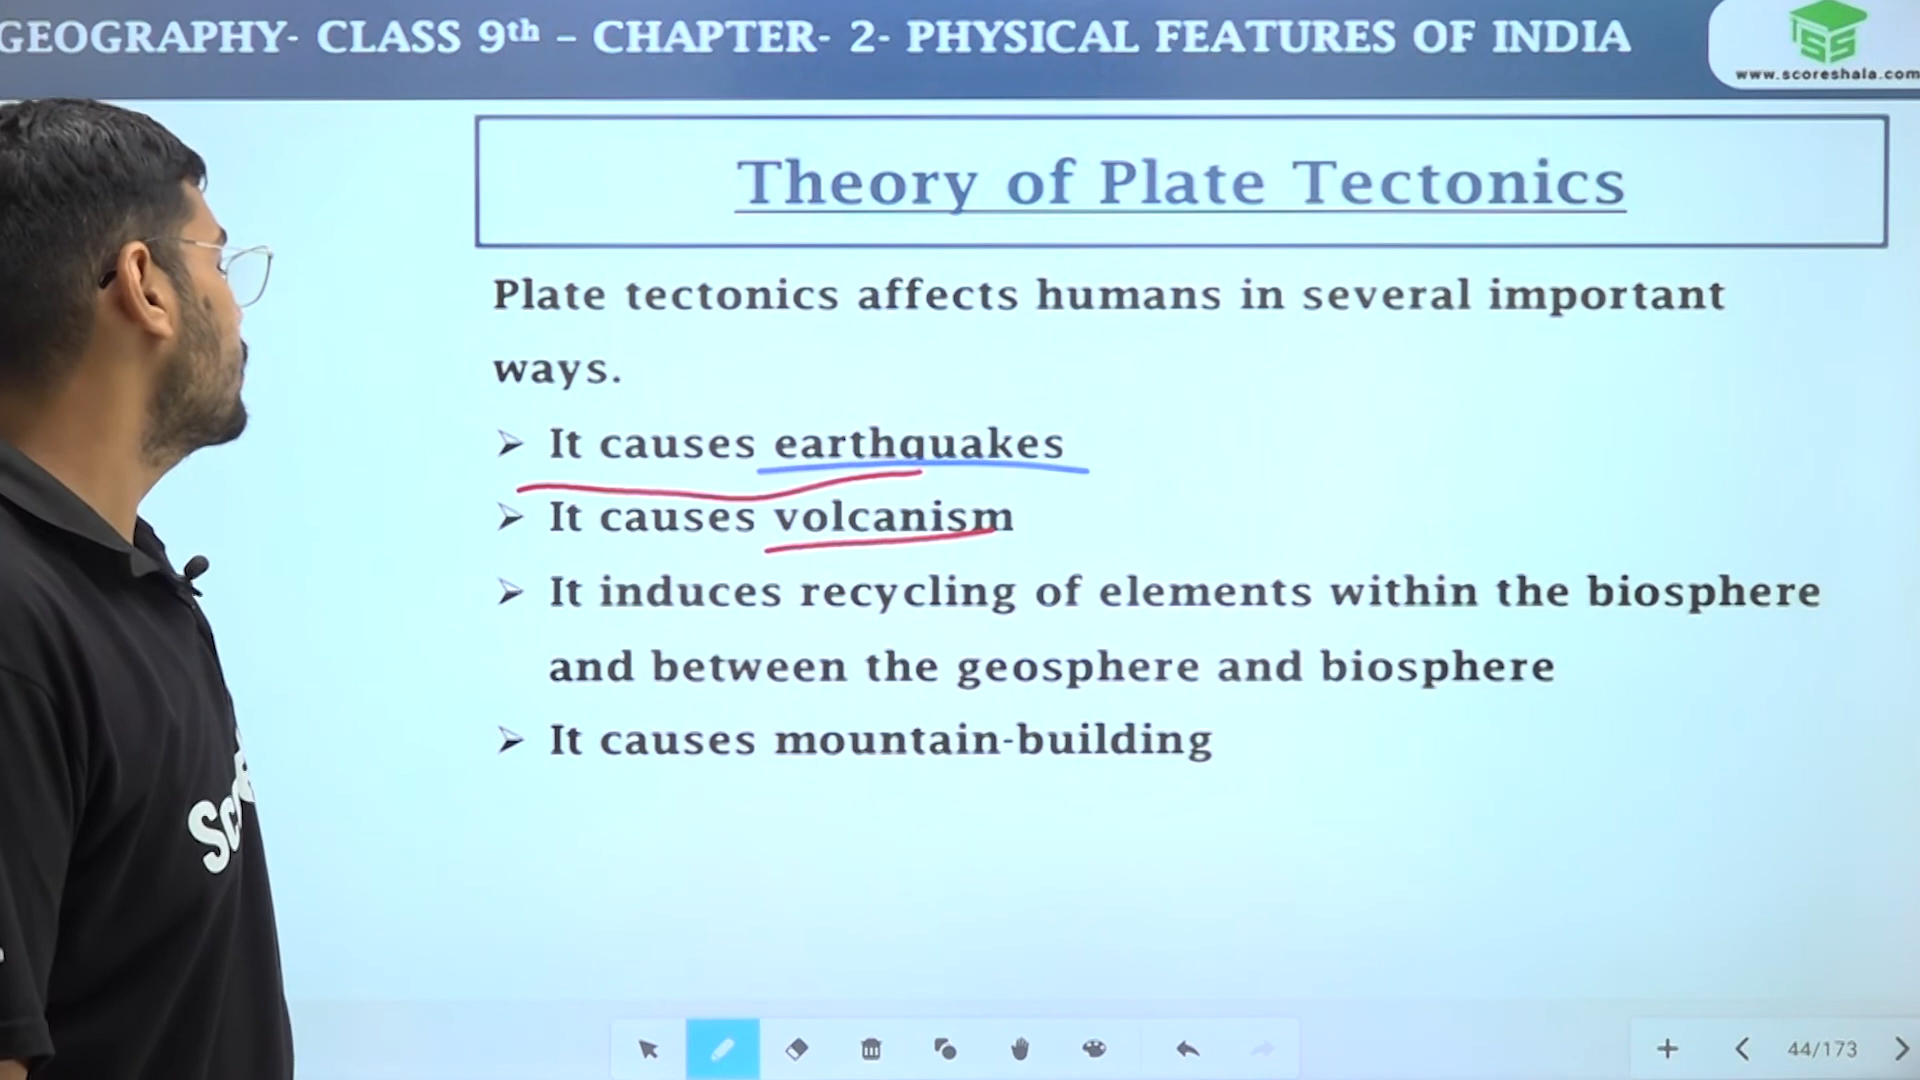 GEOGRAPHY- CLASS 9th – CHAPTER- 2- PHYSICAL FEATURES OF INDIA
SS
www.scoreshala.com
Theory of Plate Tectonics
Plate tectonics affects humans in several important
ways.
➢ It causes earthquakes
➢ It causes volcanism
➢ It induces recycling of elements within the biosphere
and between the geosphere and biosphere
➢ It causes mountain-building
44/173